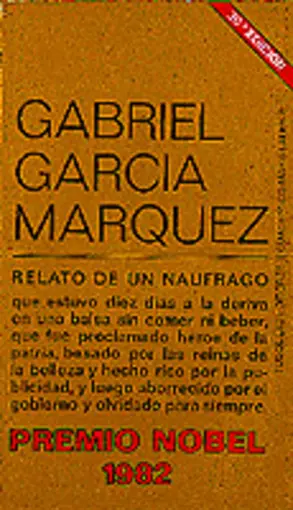 GABRIEL
GARCIA
MARQUEZ
RELATO DE UN NAUFRAGO
que estuvo diez días a la deriva
en una balsa sin comer ni beber,
que fue proclamado héroe de la
patria, besado por las reinas de
la belleza y hecho rico por la pu-
blicidad, y luego aborrecido por el
gobierno y olvidado para siempre.
PREMIO NOBEL
1982